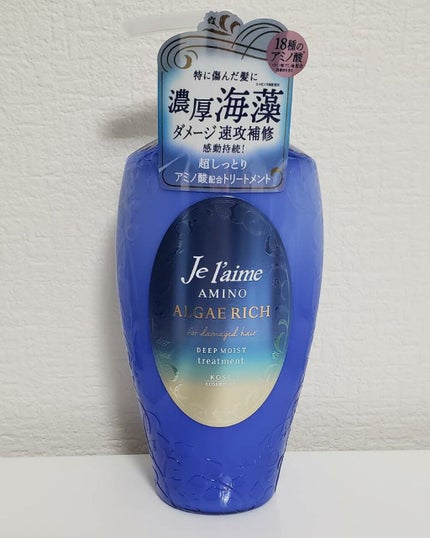 18種の
アミノ酸
特に傷んだ髪に
濃厚海藻
ダメージ速攻補修
感動持続!
超しっとり
アミノ酸配合トリートメント
Je l'aime
AMINO
ALGAE RICH
For damaged hair
DEEP MOIST
treatment
KOSÉ